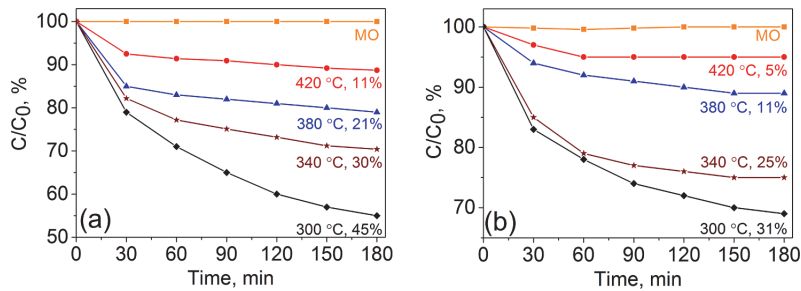 C/C0, %
100
90
80
70
60
50
MO
420 °C, 11%
380 °C, 21%
340 °C, 30%
300 °C, 45%
(a)
0 30 60 90 120 150 180
Time, min
C/C0, %
100
90
80
70
MO
420 °C, 5%
380 °C, 11%
340 °C, 25%
300 °C, 31%
(b)
0 30 60 90 120 150 180
Time, min